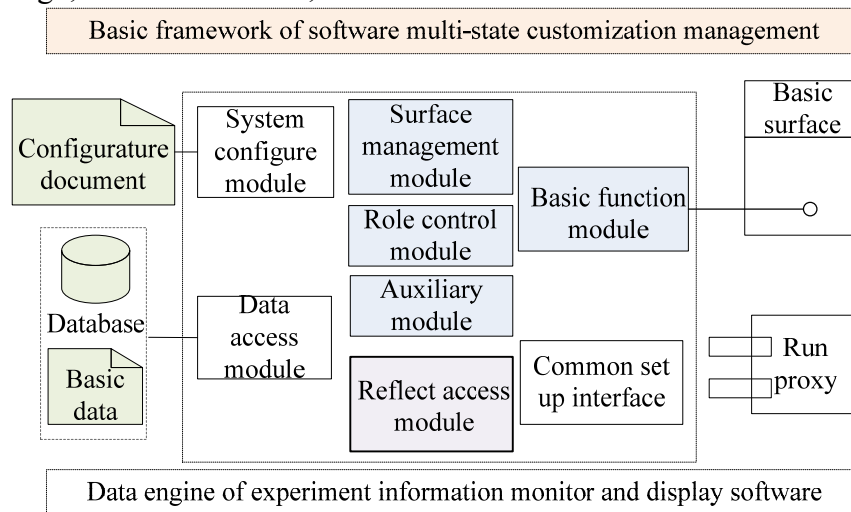 Basic framework of software multi-state customization management
Configurature
document
System
configure
module
Surface
management
module
Role control
module
Auxiliary
module
Basic function
module
Basic
surface
Database
Basic
data
Data
access
module
Reflect access
module
Common set
up interface
Run
proxy
Data engine of experiment information monitor and display software